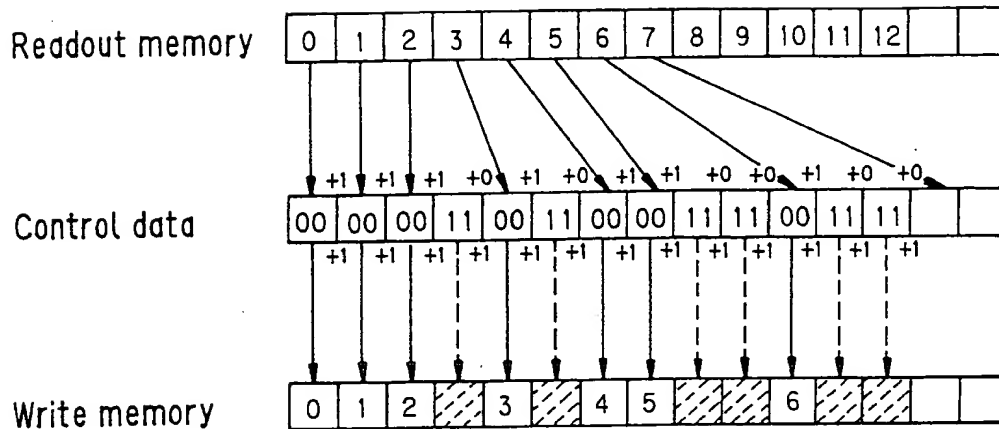 Readout memory 0 1 2 3 4 5 6 7 8 9 10 11 12
+1 +1 +1 +0 +1 +0 +1 +1 +0 +0 +1 +0 +0
Control data 00 00 00 11 00 11 00 00 11 11 00 11 11
+1 +1 +1 +1 +1 +1 +1 +1 +1 +1 +1 +1 +1
Write memory 0 1 2 3 4 5 6